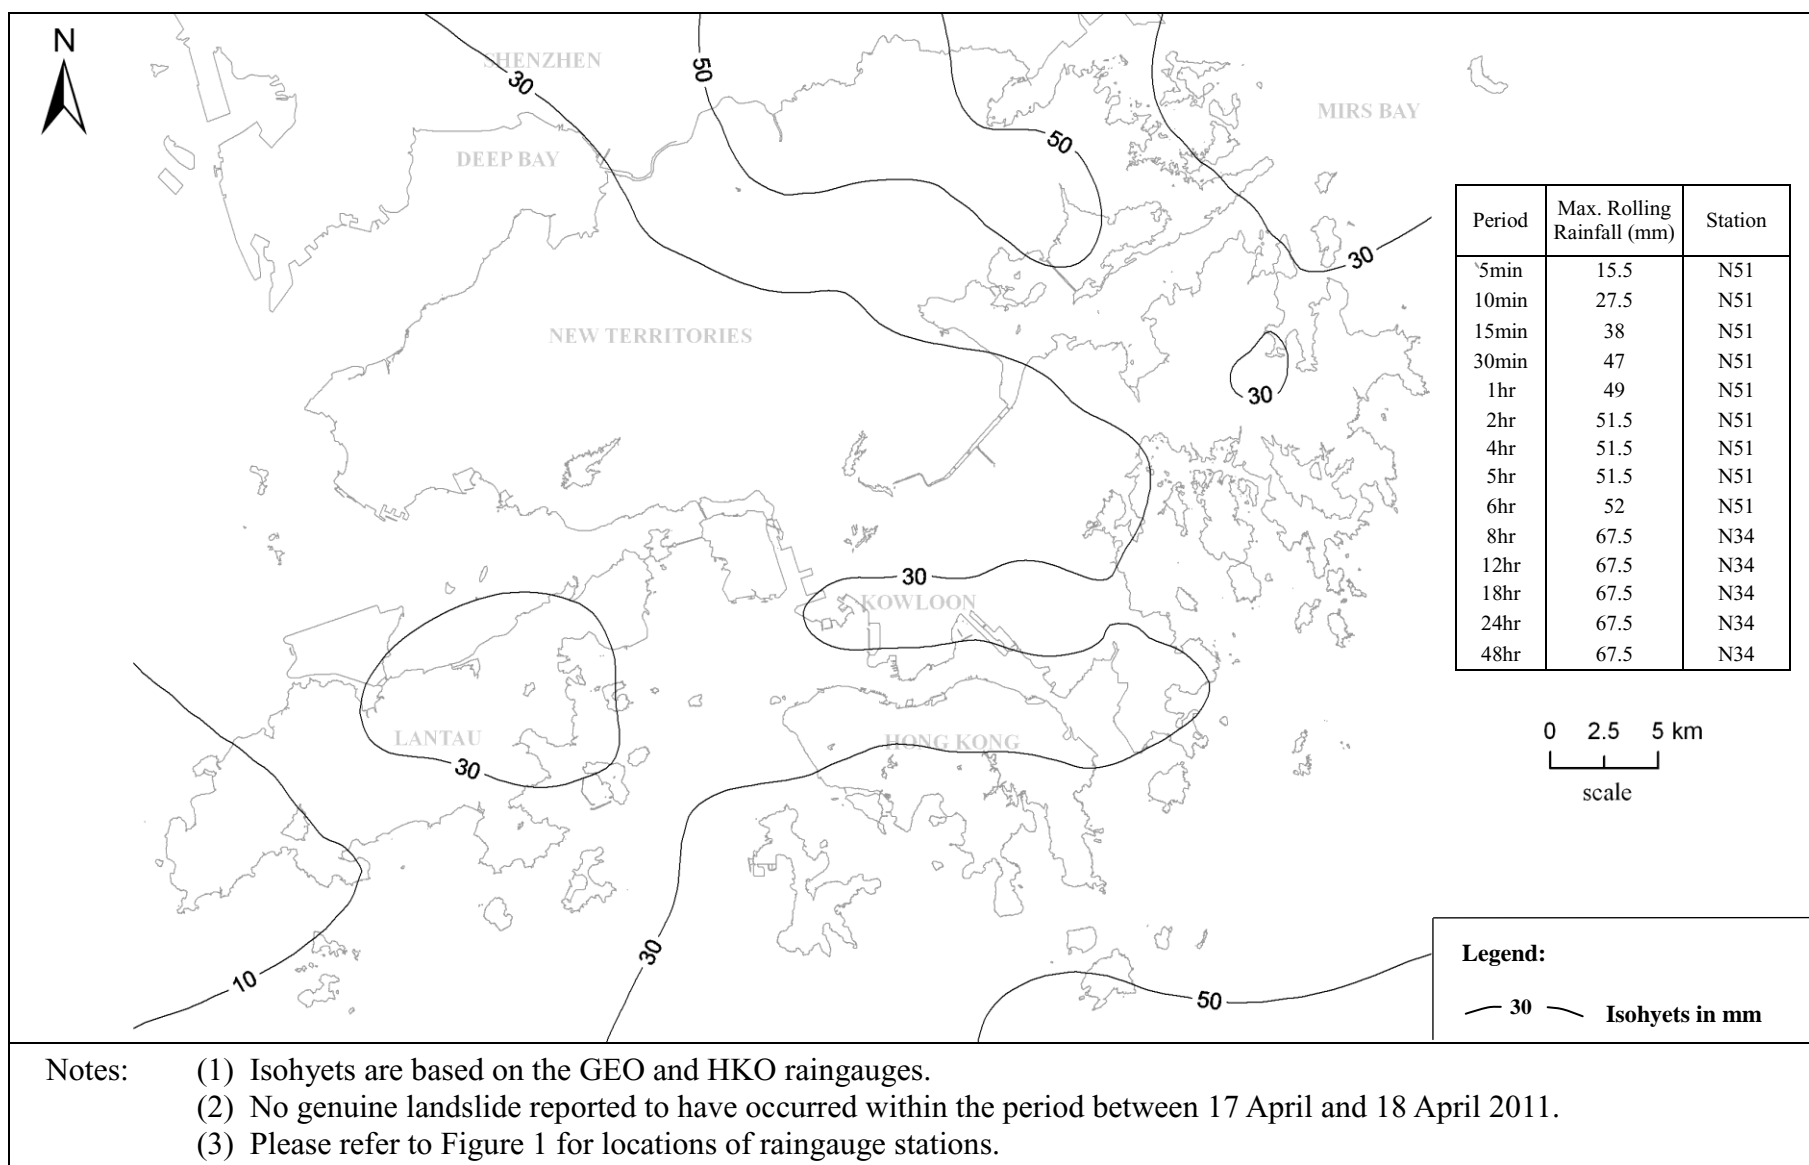 N
SHENZHEN
30
50
50
MIRS BAY
DEEP BAY
30
NEW TERRITORIES
30
30
KOWLOON
LANTAU
30
HONG KONG
10
30
50
Period Max. Rolling Rainfall (mm) Station
5min 15.5 N51
10min 27.5 N51
15min 38 N51
30min 47 N51
1hr 49 N51
2hr 51.5 N51
4hr 51.5 N51
5hr 51.5 N51
6hr 52 N51
8hr 67.5 N34
12hr 67.5 N34
18hr 67.5 N34
24hr 67.5 N34
48hr 67.5 N34
0 2.5 5 km
scale
Legend:
30 Isohyets in mm
Notes: (1) Isohyets are based on the GEO and HKO raingauges.
(2) No genuine landslide reported to have occurred within the period between 17 April and 18 April 2011.
(3) Please refer to Figure 1 for locations of raingauge stations.